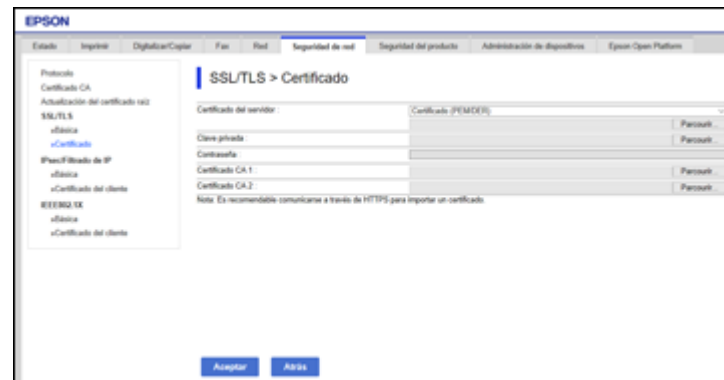 EPSON
Estado Imprimir Digitalizar/Copiar Fax Red Seguridad de red Seguridad del producto Administración de dispositivos Epson Open Platform
Protocolo
Certificado CA
Actualización del certificado raíz
SSL/TLS
»Básica
»Certificado
IPsec/Filtrado de IP
»Básica
»Certificado del cliente
IEEE802.1X
»Básica
»Certificado del cliente
SSL/TLS > Certificado
Certificado del servidor : Certificado (PEM/DER)
Parcourir...
Clave privada : Parcourir...
Contraseña :
Certificado CA 1 : Parcourir...
Certificado CA 2 : Parcourir...
Nota: Es recomendable comunicarse a través de HTTPS para importar un certificado.
Aceptar Atrás